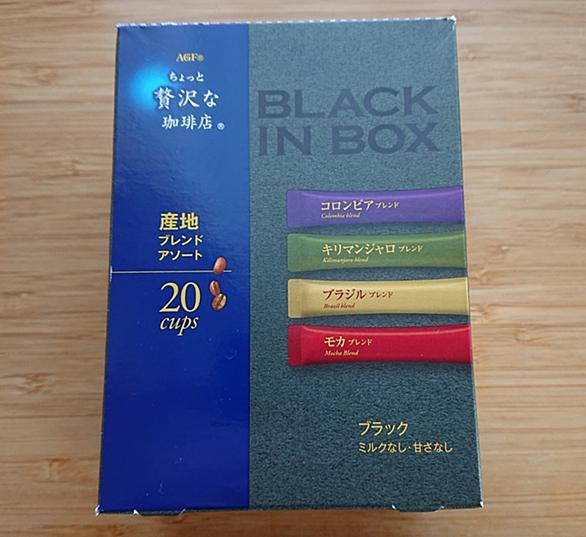 AGF®
ちょっと
贅沢な
珈琲店®
産地
ブレンド
アソート
20
cups
BLACK
IN BOX
コロンビア ブレンド
Colombia blend
キリマンジャロ ブレンド
Kilimanjaro blend
ブラジル ブレンド
Brazil blend
モカ ブレンド
Mocha Blend
ブラック
ミルクなし・甘さなし